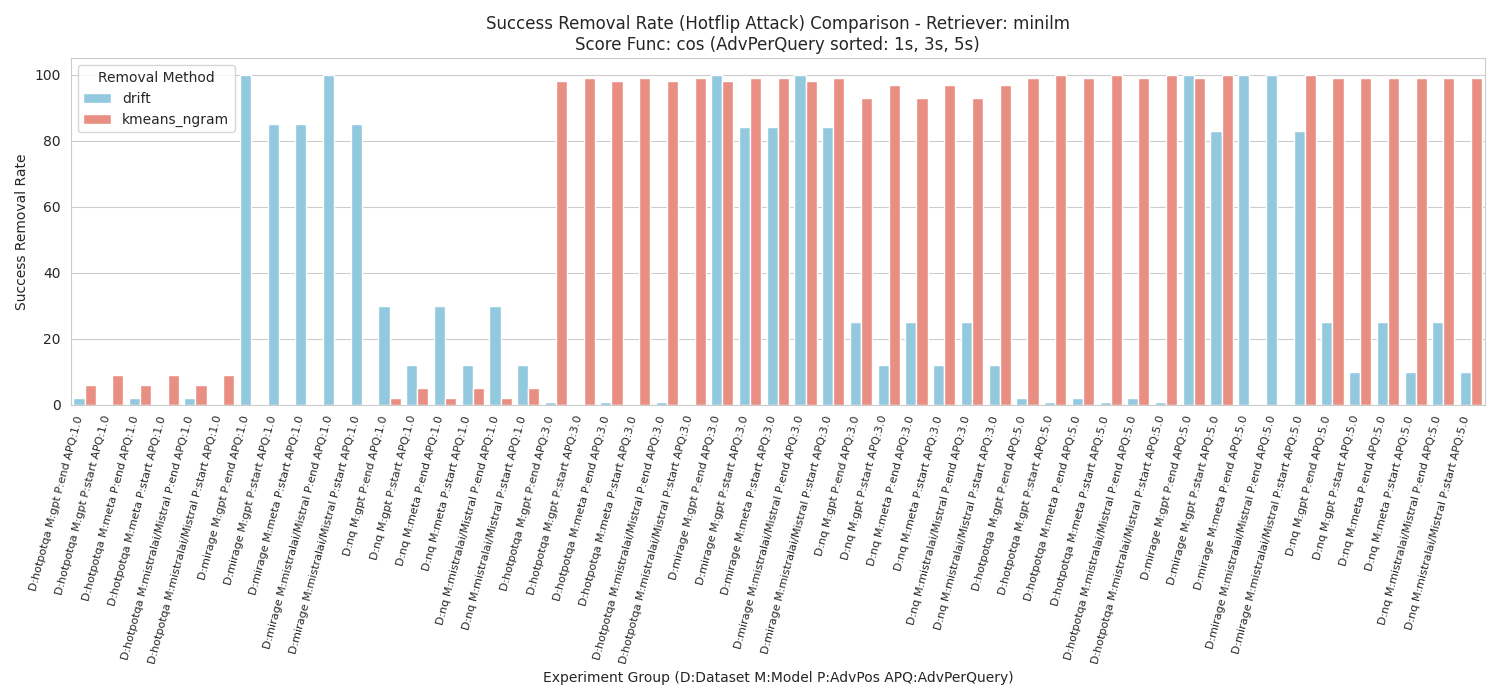 Success Removal Rate (Hotflip Attack) Comparison - Retriever: minilm
Score Func: cos (AdvPerQuery sorted: 1s, 3s, 5s)
Removal Method
drift
kmeans_ngram
Success Removal Rate
100
80
60
40
20
0
D:hotpotqa M:gpt P:end APQ:1.0
D:hotpotqa M:gpt P:start APQ:1.0
D:hotpotqa M:meta P:end APQ:1.0
D:hotpotqa M:meta P:start APQ:1.0
D:hotpotqa M:mistralai/Mistral P:end APQ:1.0
D:hotpotqa M:mistralai/Mistral P:start APQ:1.0
D:mirage M:gpt P:end APQ:1.0
D:mirage M:gpt P:start APQ:1.0
D:mirage M:meta P:start APQ:1.0
D:mirage M:mistralai/Mistral P:end APQ:1.0
D:mirage M:mistralai/Mistral P:start APQ:1.0
D:nq M:gpt P:end APQ:1.0
D:nq M:gpt P:start APQ:1.0
D:nq M:meta P:end APQ:1.0
D:nq M:meta P:start APQ:1.0
D:nq M:mistralai/Mistral P:end APQ:1.0
D:nq M:mistralai/Mistral P:start APQ:1.0
D:hotpotqa M:gpt P:end APQ:3.0
D:hotpotqa M:gpt P:start APQ:3.0
D:hotpotqa M:meta P:end APQ:3.0
D:hotpotqa M:meta P:start APQ:3.0
D:hotpotqa M:mistralai/Mistral P:end APQ:3.0
D:hotpotqa M:mistralai/Mistral P:start APQ:3.0
D:mirage M:gpt P:end APQ:3.0
D:mirage M:gpt P:start APQ:3.0
D:mirage M:meta P:start APQ:3.0
D:mirage M:mistralai/Mistral P:end APQ:3.0
D:mirage M:mistralai/Mistral P:start APQ:3.0
D:nq M:gpt P:end APQ:3.0
D:nq M:gpt P:start APQ:3.0
D:nq M:meta P:end APQ:3.0
D:nq M:meta P:start APQ:3.0
D:nq M:mistralai/Mistral P:end APQ:3.0
D:nq M:mistralai/Mistral P:start APQ:3.0
D:hotpotqa M:gpt P:end APQ:5.0
D:hotpotqa M:gpt P:start APQ:5.0
D:hotpotqa M:meta P:end APQ:5.0
D:hotpotqa M:meta P:start APQ:5.0
D:hotpotqa M:mistralai/Mistral P:end APQ:5.0
D:hotpotqa M:mistralai/Mistral P:start APQ:5.0
D:mirage M:gpt P:end APQ:5.0
D:mirage M:gpt P:start APQ:5.0
D:mirage M:meta P:end APQ:5.0
D:mirage M:mistralai/Mistral P:end APQ:5.0
D:mirage M:mistralai/Mistral P:start APQ:5.0
D:nq M:gpt P:end APQ:5.0
D:nq M:gpt P:start APQ:5.0
D:nq M:meta P:end APQ:5.0
D:nq M:meta P:start APQ:5.0
D:nq M:mistralai/Mistral P:end APQ:5.0
D:nq M:mistralai/Mistral P:start APQ:5.0
Experiment Group (D:Dataset M:Model P:AdvPos APQ:AdvPerQuery)